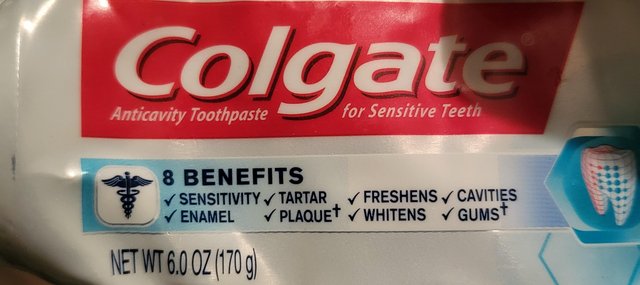 Colgate®
Anticavity Toothpaste for Sensitive Teeth
8 BENEFITS
✓ SENSITIVITY ✓ TARTAR ✓ FRESHENS ✓ CAVITIES
✓ ENAMEL ✓ PLAQUE† ✓ WHITENS ✓ GUMS†
NET WT 6.0 OZ (170 g)